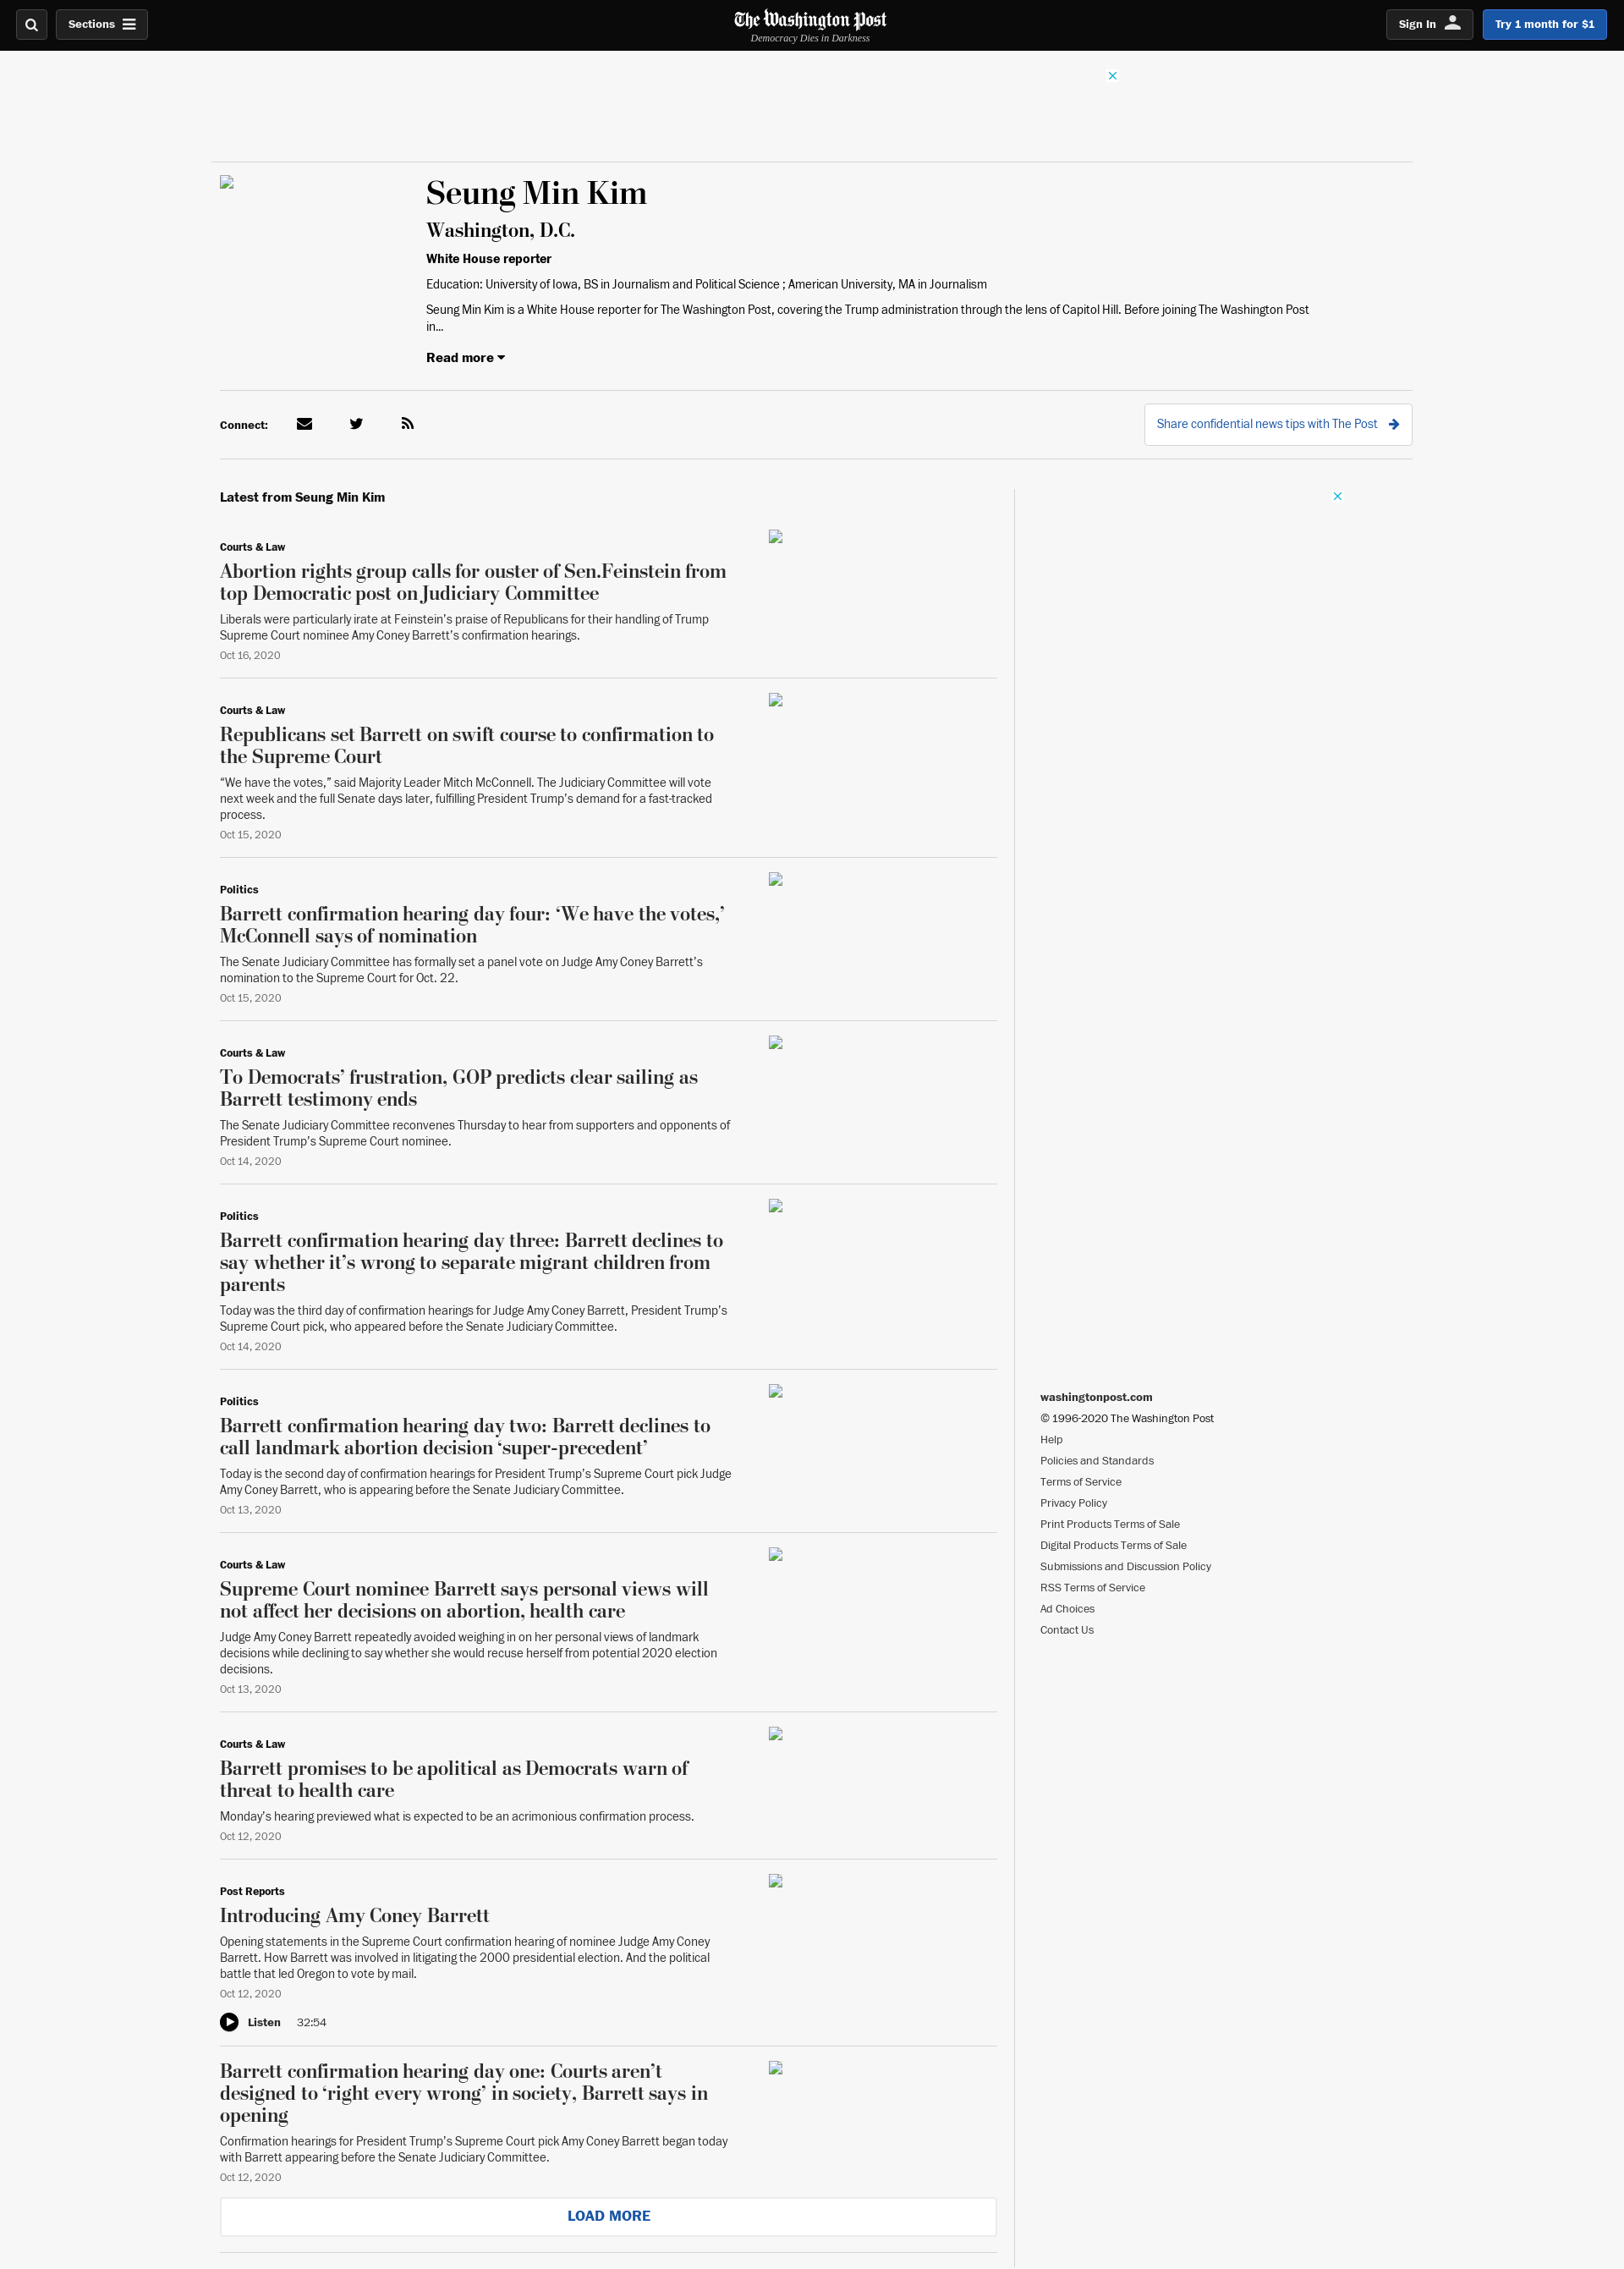 Sections
The Washington Post
Democracy Dies in Darkness
Sign In
Try 1 month for $1
Seung Min Kim
Washington, D.C.
White House reporter
Education: University of Iowa, BS in Journalism and Political Science ; American University, MA in Journalism
Seung Min Kim is a White House reporter for The Washington Post, covering the Trump administration through the lens of Capitol Hill. Before joining The Washington Post
in...
Read more
Connect:
Share confidential news tips with The Post
Latest from Seung Min Kim
Courts & Law
Abortion rights group calls for ouster of Sen.Feinstein from
top Democratic post on Judiciary Committee
Liberals were particularly irate at Feinstein's praise of Republicans for their handling of Trump
Supreme Court nominee Amy Coney Barrett's confirmation hearings.
Oct 16, 2020
Courts & Law
Republicans set Barrett on swift course to confirmation to
the Supreme Court
“We have the votes,” said Majority Leader Mitch McConnell. The Judiciary Committee will vote
next week and the full Senate days later, fulfilling President Trump's demand for a fast-tracked
process.
Oct 15, 2020
Politics
Barrett confirmation hearing day four: ‘We have the votes,’
McConnell says of nomination
The Senate Judiciary Committee has formally set a panel vote on Judge Amy Coney Barrett's
nomination to the Supreme Court for Oct. 22.
Oct 15, 2020
Courts & Law
To Democrats’ frustration, GOP predicts clear sailing as
Barrett testimony ends
The Senate Judiciary Committee reconvenes Thursday to hear from supporters and opponents of
President Trump's Supreme Court nominee.
Oct 14, 2020
Politics
Barrett confirmation hearing day three: Barrett declines to
say whether it’s wrong to separate migrant children from
parents
Today was the third day of confirmation hearings for Judge Amy Coney Barrett, President Trump's
Supreme Court pick, who appeared before the Senate Judiciary Committee.
Oct 14, 2020
Politics
Barrett confirmation hearing day two: Barrett declines to
call landmark abortion decision ‘super-precedent’
Today is the second day of confirmation hearings for President Trump's Supreme Court pick Judge
Amy Coney Barrett, who is appearing before the Senate Judiciary Committee.
Oct 13, 2020
Courts & Law
Supreme Court nominee Barrett says personal views will
not affect her decisions on abortion, health care
Judge Amy Coney Barrett repeatedly avoided weighing in on her personal views of landmark
decisions while declining to say whether she would recuse herself from potential 2020 election
decisions.
Oct 13, 2020
Courts & Law
Barrett promises to be apolitical as Democrats warn of
threat to health care
Monday's hearing previewed what is expected to be an acrimonious confirmation process.
Oct 12, 2020
Post Reports
Introducing Amy Coney Barrett
Opening statements in the Supreme Court confirmation hearing of nominee Judge Amy Coney
Barrett. How Barrett was involved in litigating the 2000 presidential election. And the political
battle that led Oregon to vote by mail.
Oct 12, 2020
Listen 32:54
Barrett confirmation hearing day one: Courts aren’t
designed to ‘right every wrong’ in society, Barrett says in
opening
Confirmation hearings for President Trump's Supreme Court pick Amy Coney Barrett began today
with Barrett appearing before the Senate Judiciary Committee.
Oct 12, 2020
LOAD MORE
washingtonpost.com
© 1996-2020 The Washington Post
Help
Policies and Standards
Terms of Service
Privacy Policy
Print Products Terms of Sale
Digital Products Terms of Sale
Submissions and Discussion Policy
RSS Terms of Service
Ad Choices
Contact Us